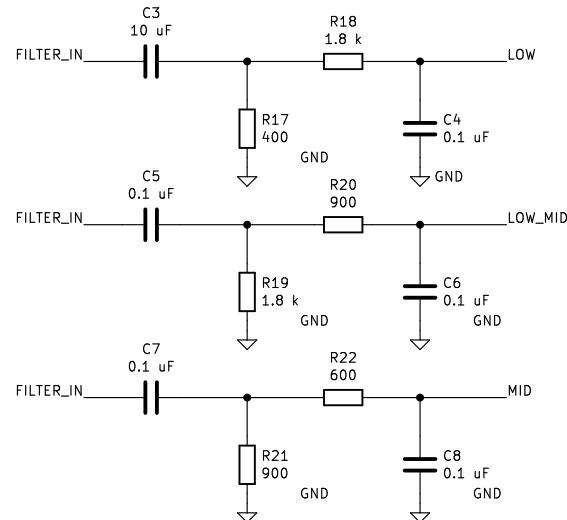 C3
10 uF
R18
1.8 k
FILTER_IN
LOW
R17
400
C4
0.1 uF
GND
GND
C5
0.1 uF
R20
900
FILTER_IN
LOW_MID
R19
1.8 k
C6
0.1 uF
GND
GND
C7
0.1 uF
R22
600
FILTER_IN
MID
R21
900
C8
0.1 uF
GND
GND